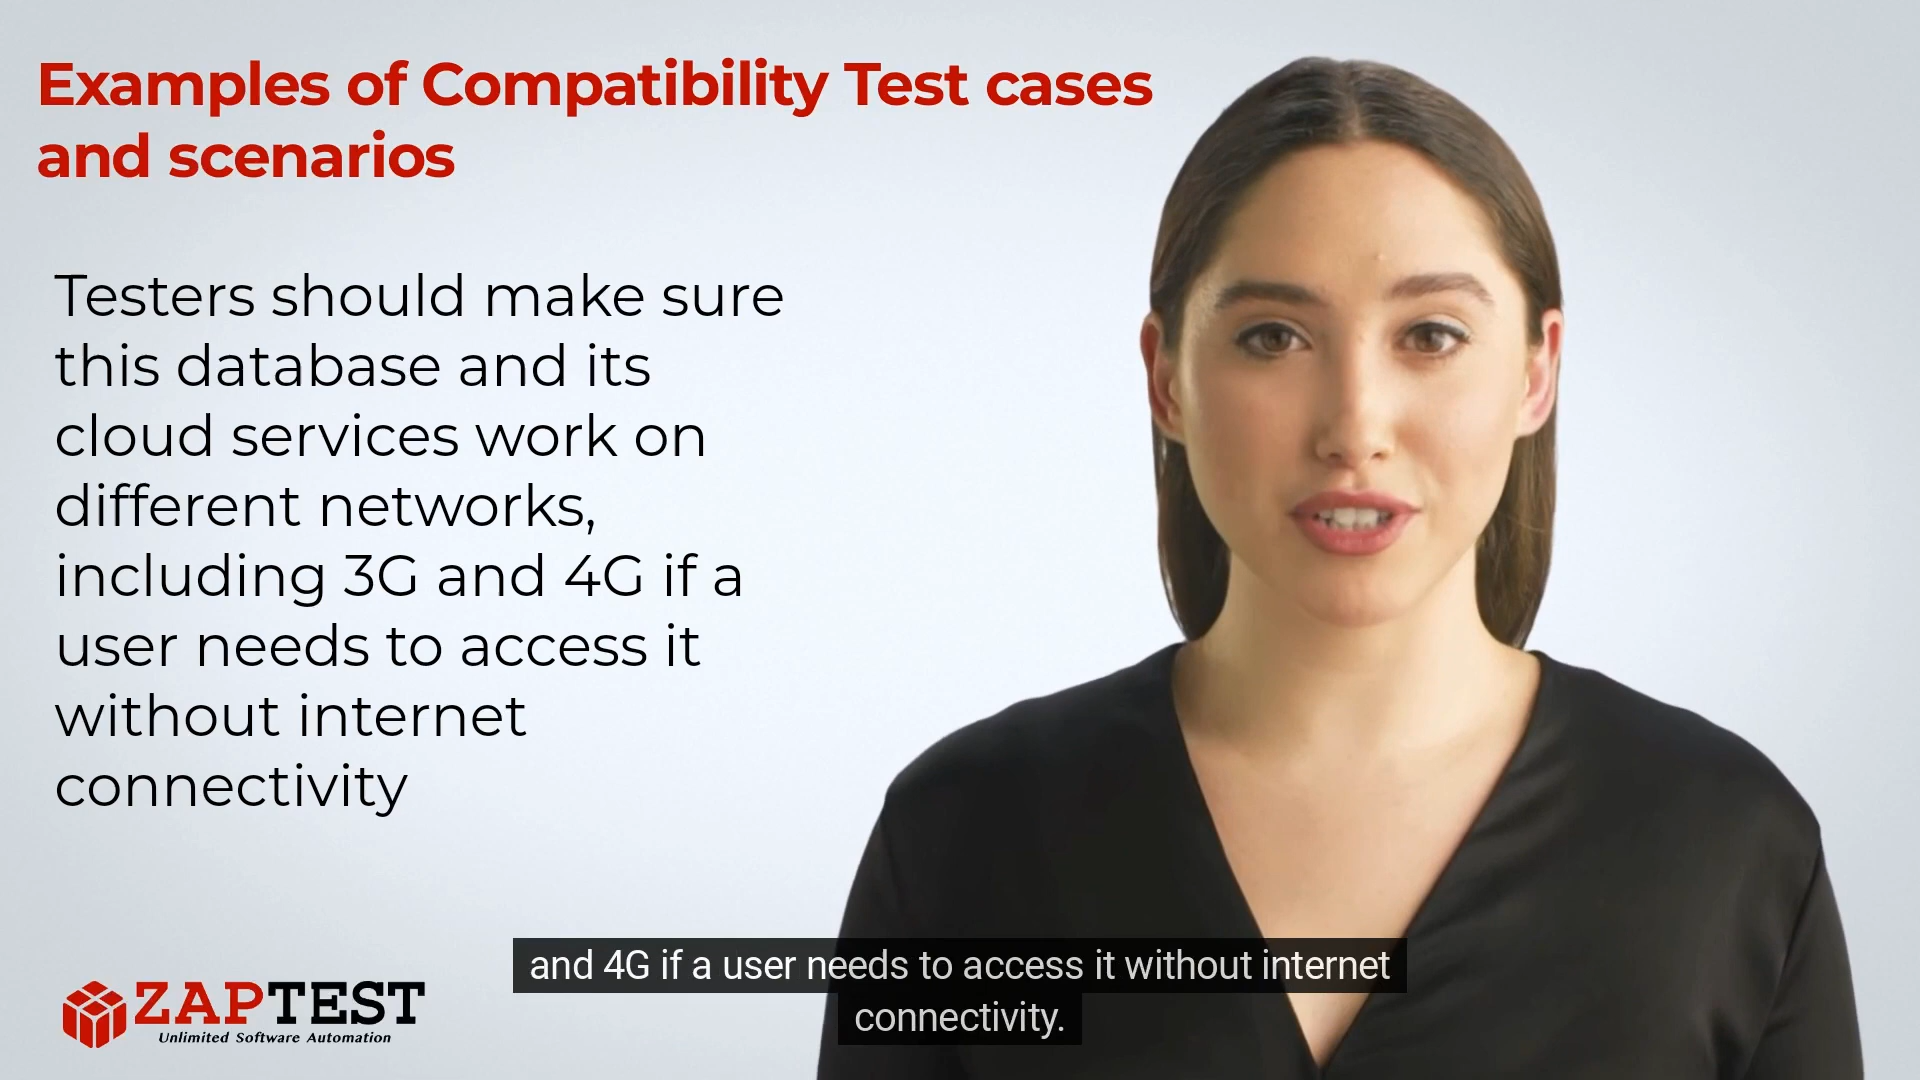 Examples of Compatibility Test cases
and scenarios
Testers should make sure
this database and its
cloud services work on
different networks,
including 3G and 4G if a
user needs to access it
without internet
connectivity
and 4G if a user needs to access it without internet
connectivity.
ZAPTEST
Unlimited Software Automation